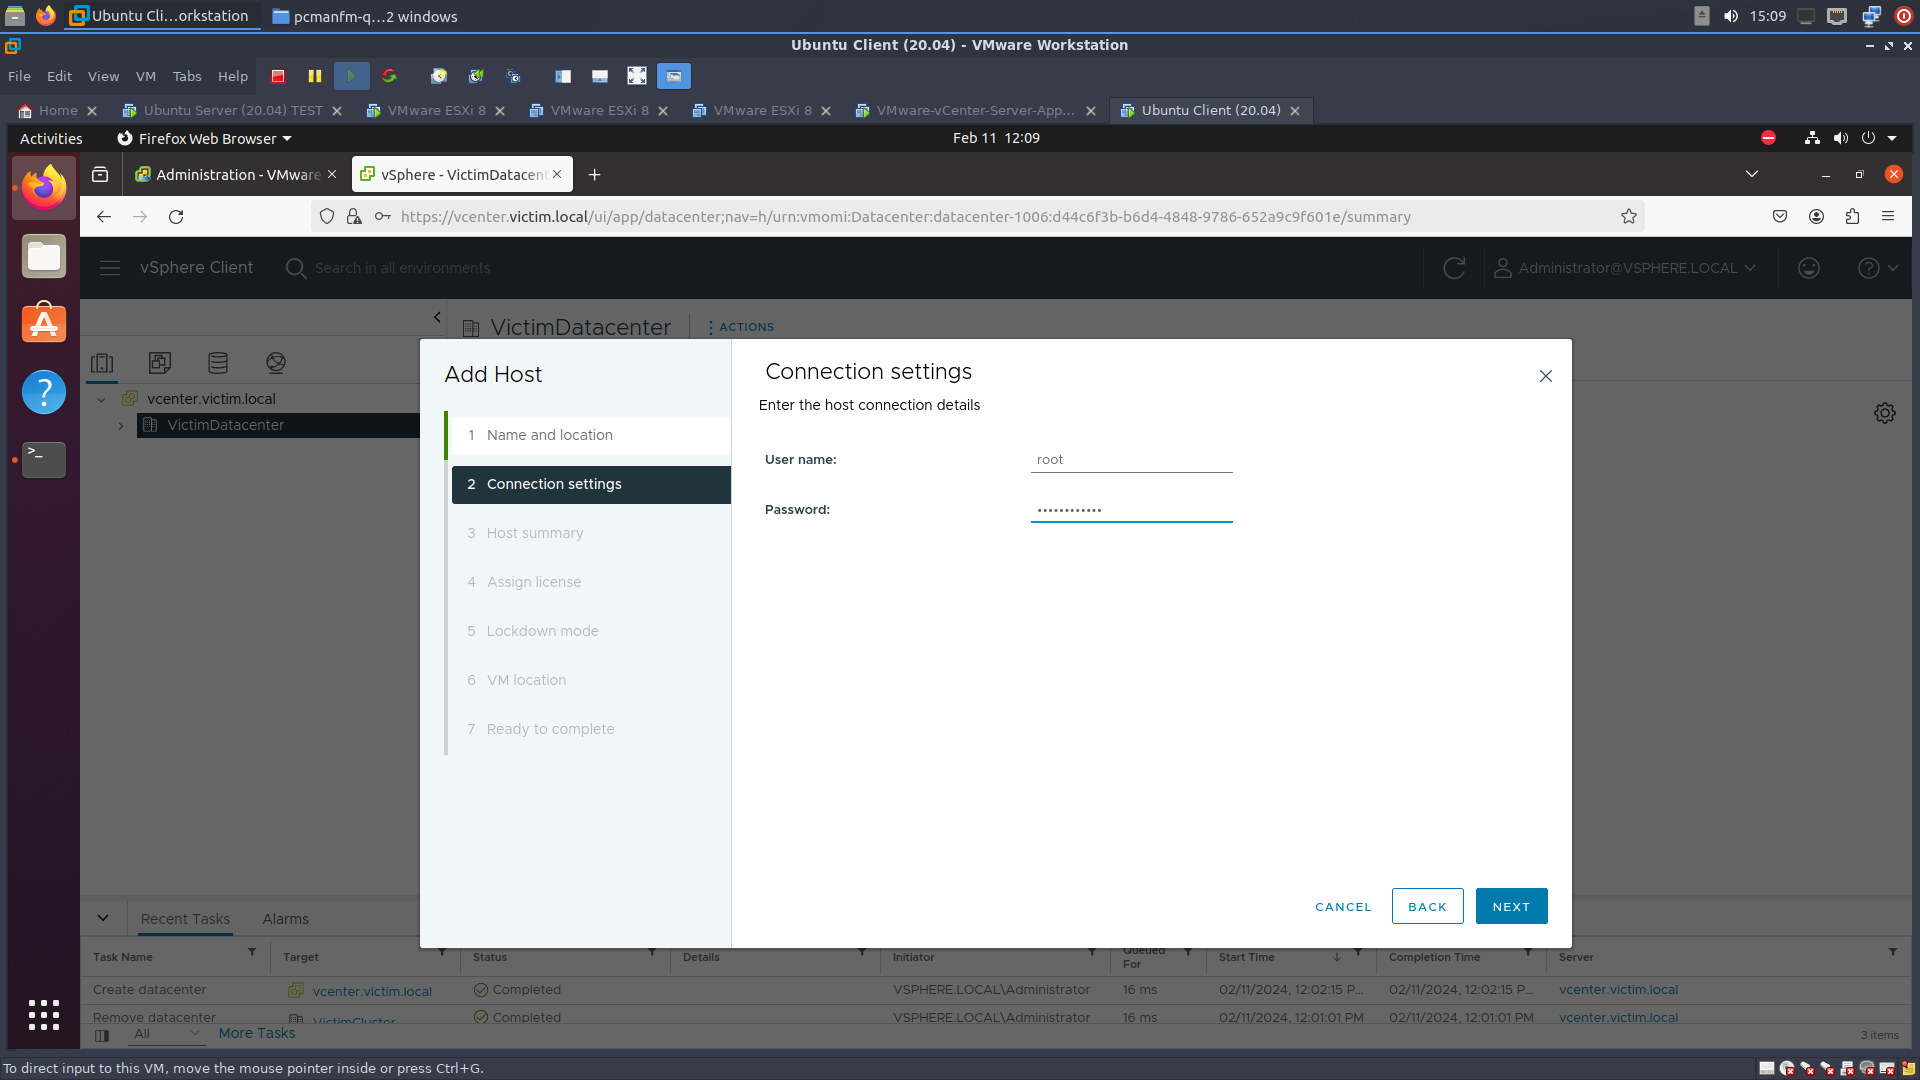 Ubuntu Cli...orkstation
pcmanfm-q...2 windows
15:09
Ubuntu Client (20.04) - VMware Workstation
File Edit View VM Tabs Help
Home
Ubuntu Server (20.04) TEST
VMware ESXi 8
VMware ESXi 8
VMware ESXi 8
VMware-vCenter-Server-App...
Ubuntu Client (20.04)
Activities
Firefox Web Browser
Feb 11 12:09
Administration - VMware
vSphere - VictimDatacent
https://vcenter.victim.local/ui/app/datacenter;nav=h/urn:vmomi:Datacenter:datacenter-1006:d44c6f3b-b6d4-4848-9786-652a9c9f601e/summary
vSphere Client
Search in all environments
Administrator@VSPHERE.LOCAL
VictimDatacenter
ACTIONS
vcenter.victim.local
VictimDatacenter
Add Host
1 Name and location
2 Connection settings
3 Host summary
4 Assign license
5 Lockdown mode
6 VM location
7 Ready to complete
Connection settings
Enter the host connection details
User name:
root
Password:
••••••••••••
CANCEL
BACK
NEXT
Recent Tasks
Alarms
Task Name Target Status Details Initiator Queued For Start Time Completion Time Server
Create datacenter vcenter.victim.local Completed VSPHERE.LOCAL\Administrator 16 ms 02/11/2024, 12:02:15 P... 02/11/2024, 12:02:15 P... vcenter.victim.local
Remove datacenter VictimCluster Completed VSPHERE.LOCAL\Administrator 16 ms 02/11/2024, 12:01:01 PM 02/11/2024, 12:01:01 PM vcenter.victim.local
All
More Tasks
3 items
To direct input to this VM, move the mouse pointer inside or press Ctrl+G.